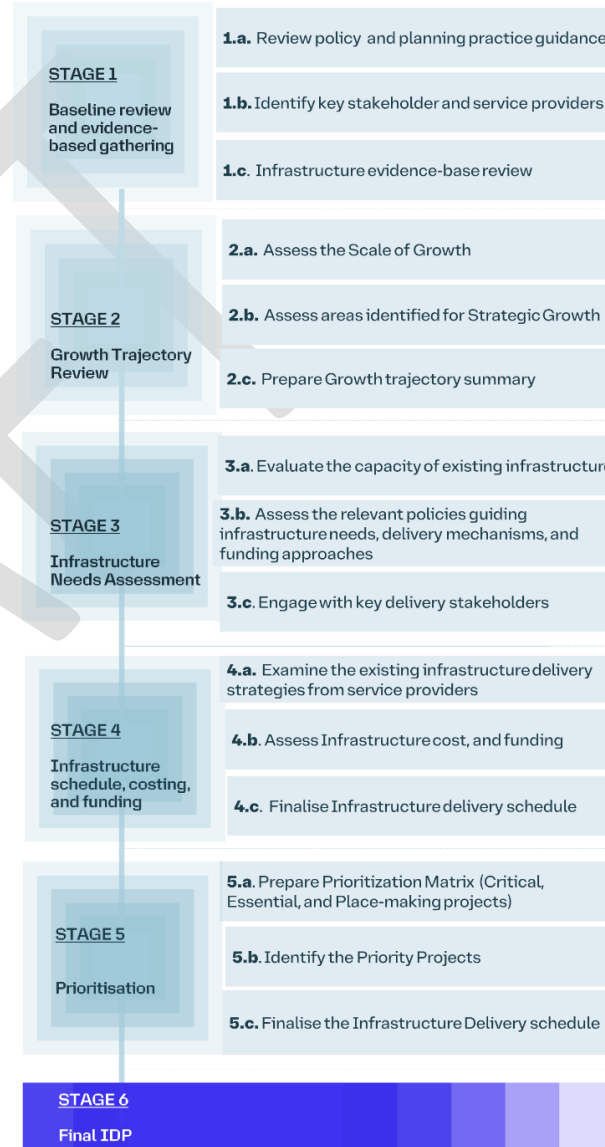 STAGE 1
Baseline review
and evidence-
based gathering
1.a. Review policy and planning practice guidance
1.b. Identify key stakeholder and service providers
1.c. Infrastructure evidence-base review
STAGE 2
Growth Trajectory
Review
2.a. Assess the Scale of Growth
2.b. Assess areas identified for Strategic Growth
2.c. Prepare Growth trajectory summary
STAGE 3
Infrastructure
Needs Assessment
3.a. Evaluate the capacity of existing infrastructure
3.b. Assess the relevant policies guiding
infrastructure needs, delivery mechanisms, and
funding approaches
3.c. Engage with key delivery stakeholders
STAGE 4
Infrastructure
schedule, costing,
and funding
4.a. Examine the existing infrastructure delivery
strategies from service providers
4.b. Assess Infrastructure cost, and funding
4.c. Finalise Infrastructure delivery schedule
STAGE 5
Prioritisation
5.a. Prepare Prioritization Matrix (Critical,
Essential, and Place-making projects)
5.b. Identify the Priority Projects
5.c. Finalise the Infrastructure Delivery schedule
STAGE 6
Final IDP